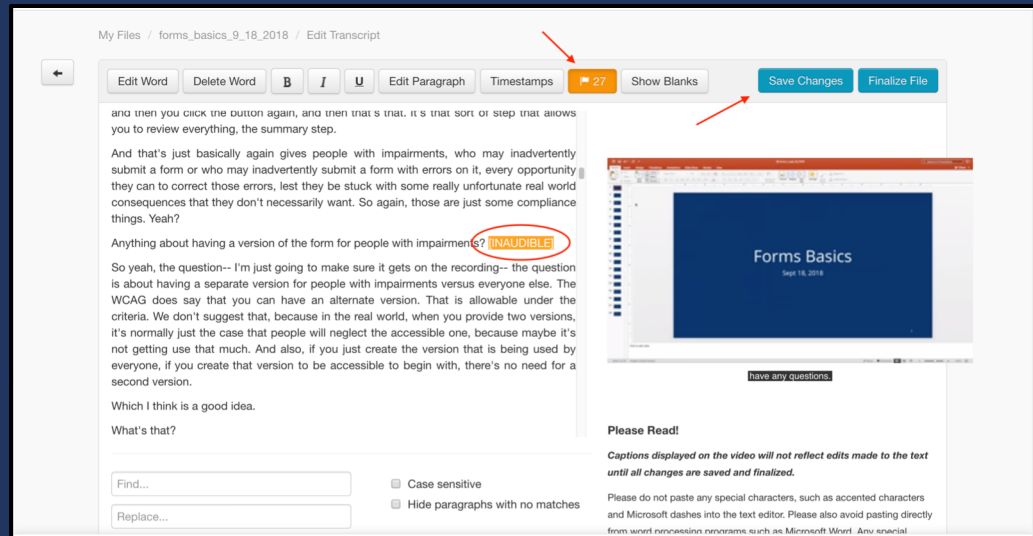 My Files / forms_basics_9_18_2018 / Edit Transcript
Edit Word Delete Word B I U Edit Paragraph Timestamps 27 Show Blanks Save Changes Finalize File
and then you click the button again, and then that's that. It's that sort of step that allows
you to review everything, the summary step.
And that's just basically again gives people with impairments, who may inadvertently
submit a form or who may inadvertently submit a form with errors on it, every opportunity
they can to correct those errors, lest they be stuck with some really unfortunate real world
consequences that they don't necessarily want. So again, those are just some compliance
things. Yeah?
Anything about having a version of the form for people with impairments? [INAUDIBLE]
So yeah, the question-- I'm just going to make sure it gets on the recording-- the question
is about having a separate version for people with impairments versus everyone else. The
WCAG does say that you can have an alternate version. That is allowable under the
criteria. We don't suggest that, because in the real world, when you provide two versions,
it's normally just the case that people will neglect the accessible one, because maybe it's
not getting use that much. And also, if you just create the version that is being used by
everyone, if you create that version to be accessible to begin with, there's no need for a
second version.
Which I think is a good idea.
What's that?
Find...
Replace...
Case sensitive
Hide paragraphs with no matches
Forms Basics
Sept 18, 2018
have any questions.
Please Read!
Captions displayed on the video will not reflect edits made to the text
until all changes are saved and finalized.
Please do not paste any special characters, such as accented characters
and Microsoft dashes into the text editor. Please also avoid pasting directly
from word processing programs such as Microsoft Word. Any special